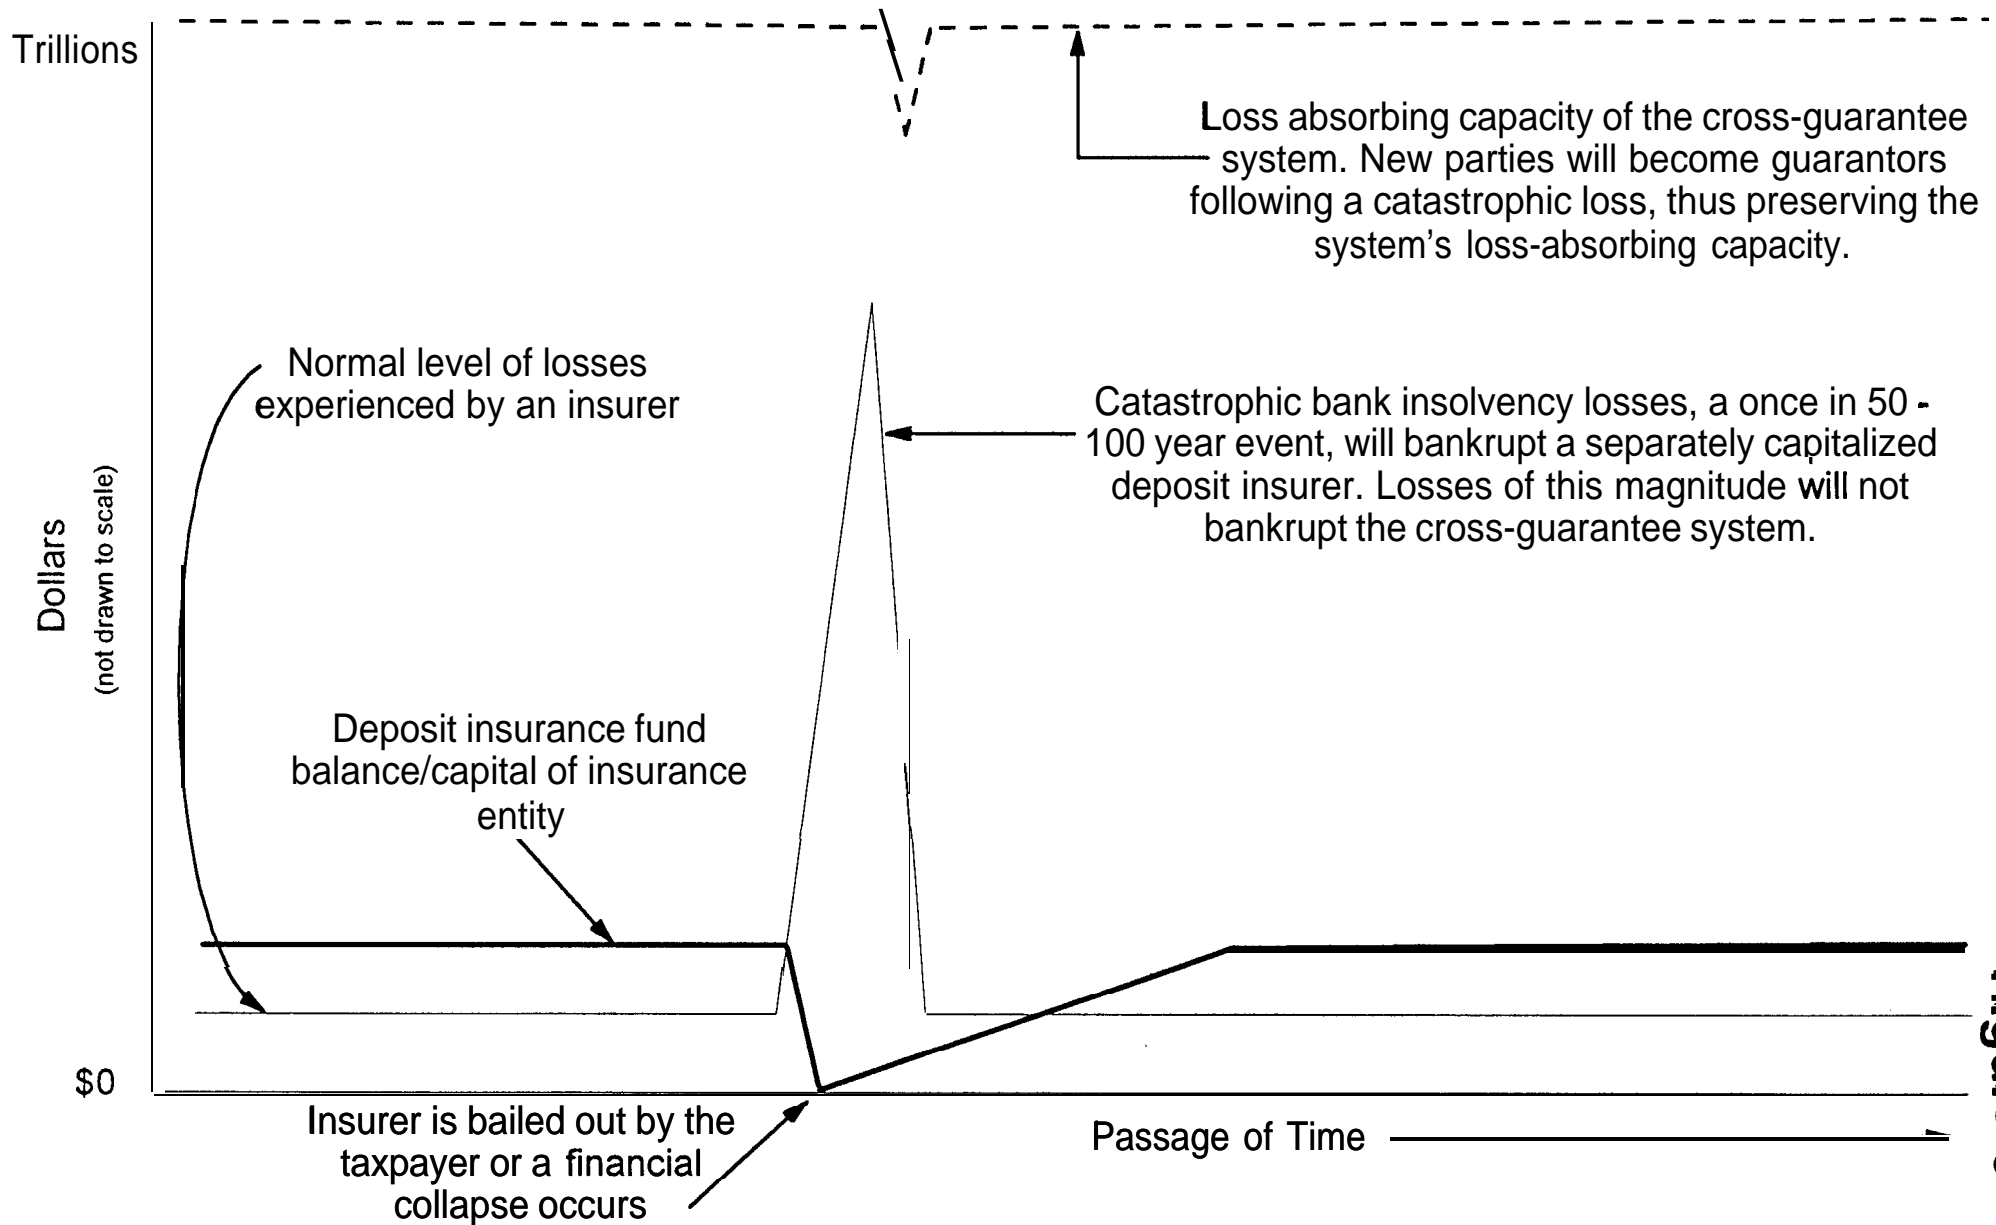 Trillions
Loss absorbing capacity of the cross-guarantee
system. New parties will become guarantors
following a catastrophic loss, thus preserving the
system's loss-absorbing capacity.
Normal level of losses
experienced by an insurer
Catastrophic bank insolvency losses, a once in 50 -
100 year event, will bankrupt a separately capitalized
deposit insurer. Losses of this magnitude will not
bankrupt the cross-guarantee system.
Dollars
(not drawn to scale)
Deposit insurance fund
balance/capital of insurance
entity
$0
Insurer is bailed out by the
taxpayer or a financial
collapse occurs
Passage of Time